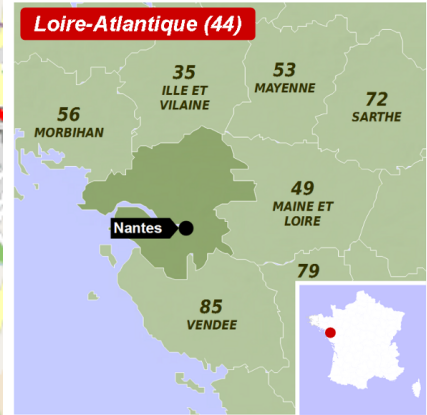 Loire-Atlantique (44)
35
ILLE ET
VILAINE
53
MAYENNE
72
SARTHE
56
MORBIHAN
49
MAINE ET
LOIRE
Nantes
79
85
VENDEE